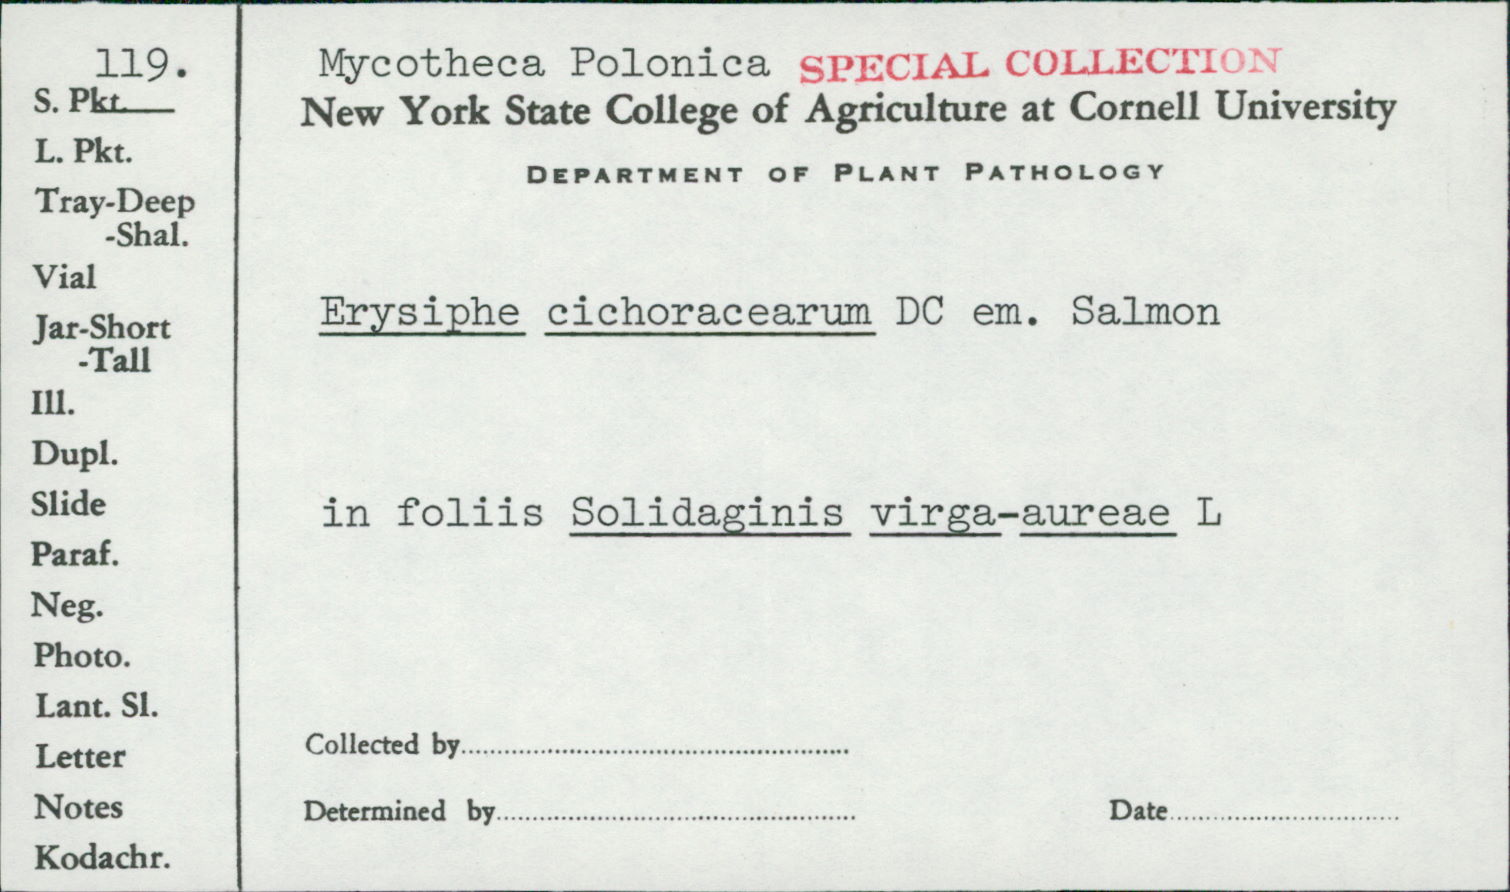 119.
S. Pkt.
L. Pkt.
Tray-Deep
-Shal.
Vial
Jar-Short
-Tall
Ill.
Dupl.
Slide
Paraf.
Neg.
Photo.
Lant. Sl.
Letter
Notes
Kodachr.
Mycotheca Polonica SPECIAL COLLECTION
New York State College of Agriculture at Cornell University
DEPARTMENT OF PLANT PATHOLOGY
Erysiphe cichoracearum DC em. Salmon
in foliis Solidaginis virga-aureae L
Collected by
Determined by
Date